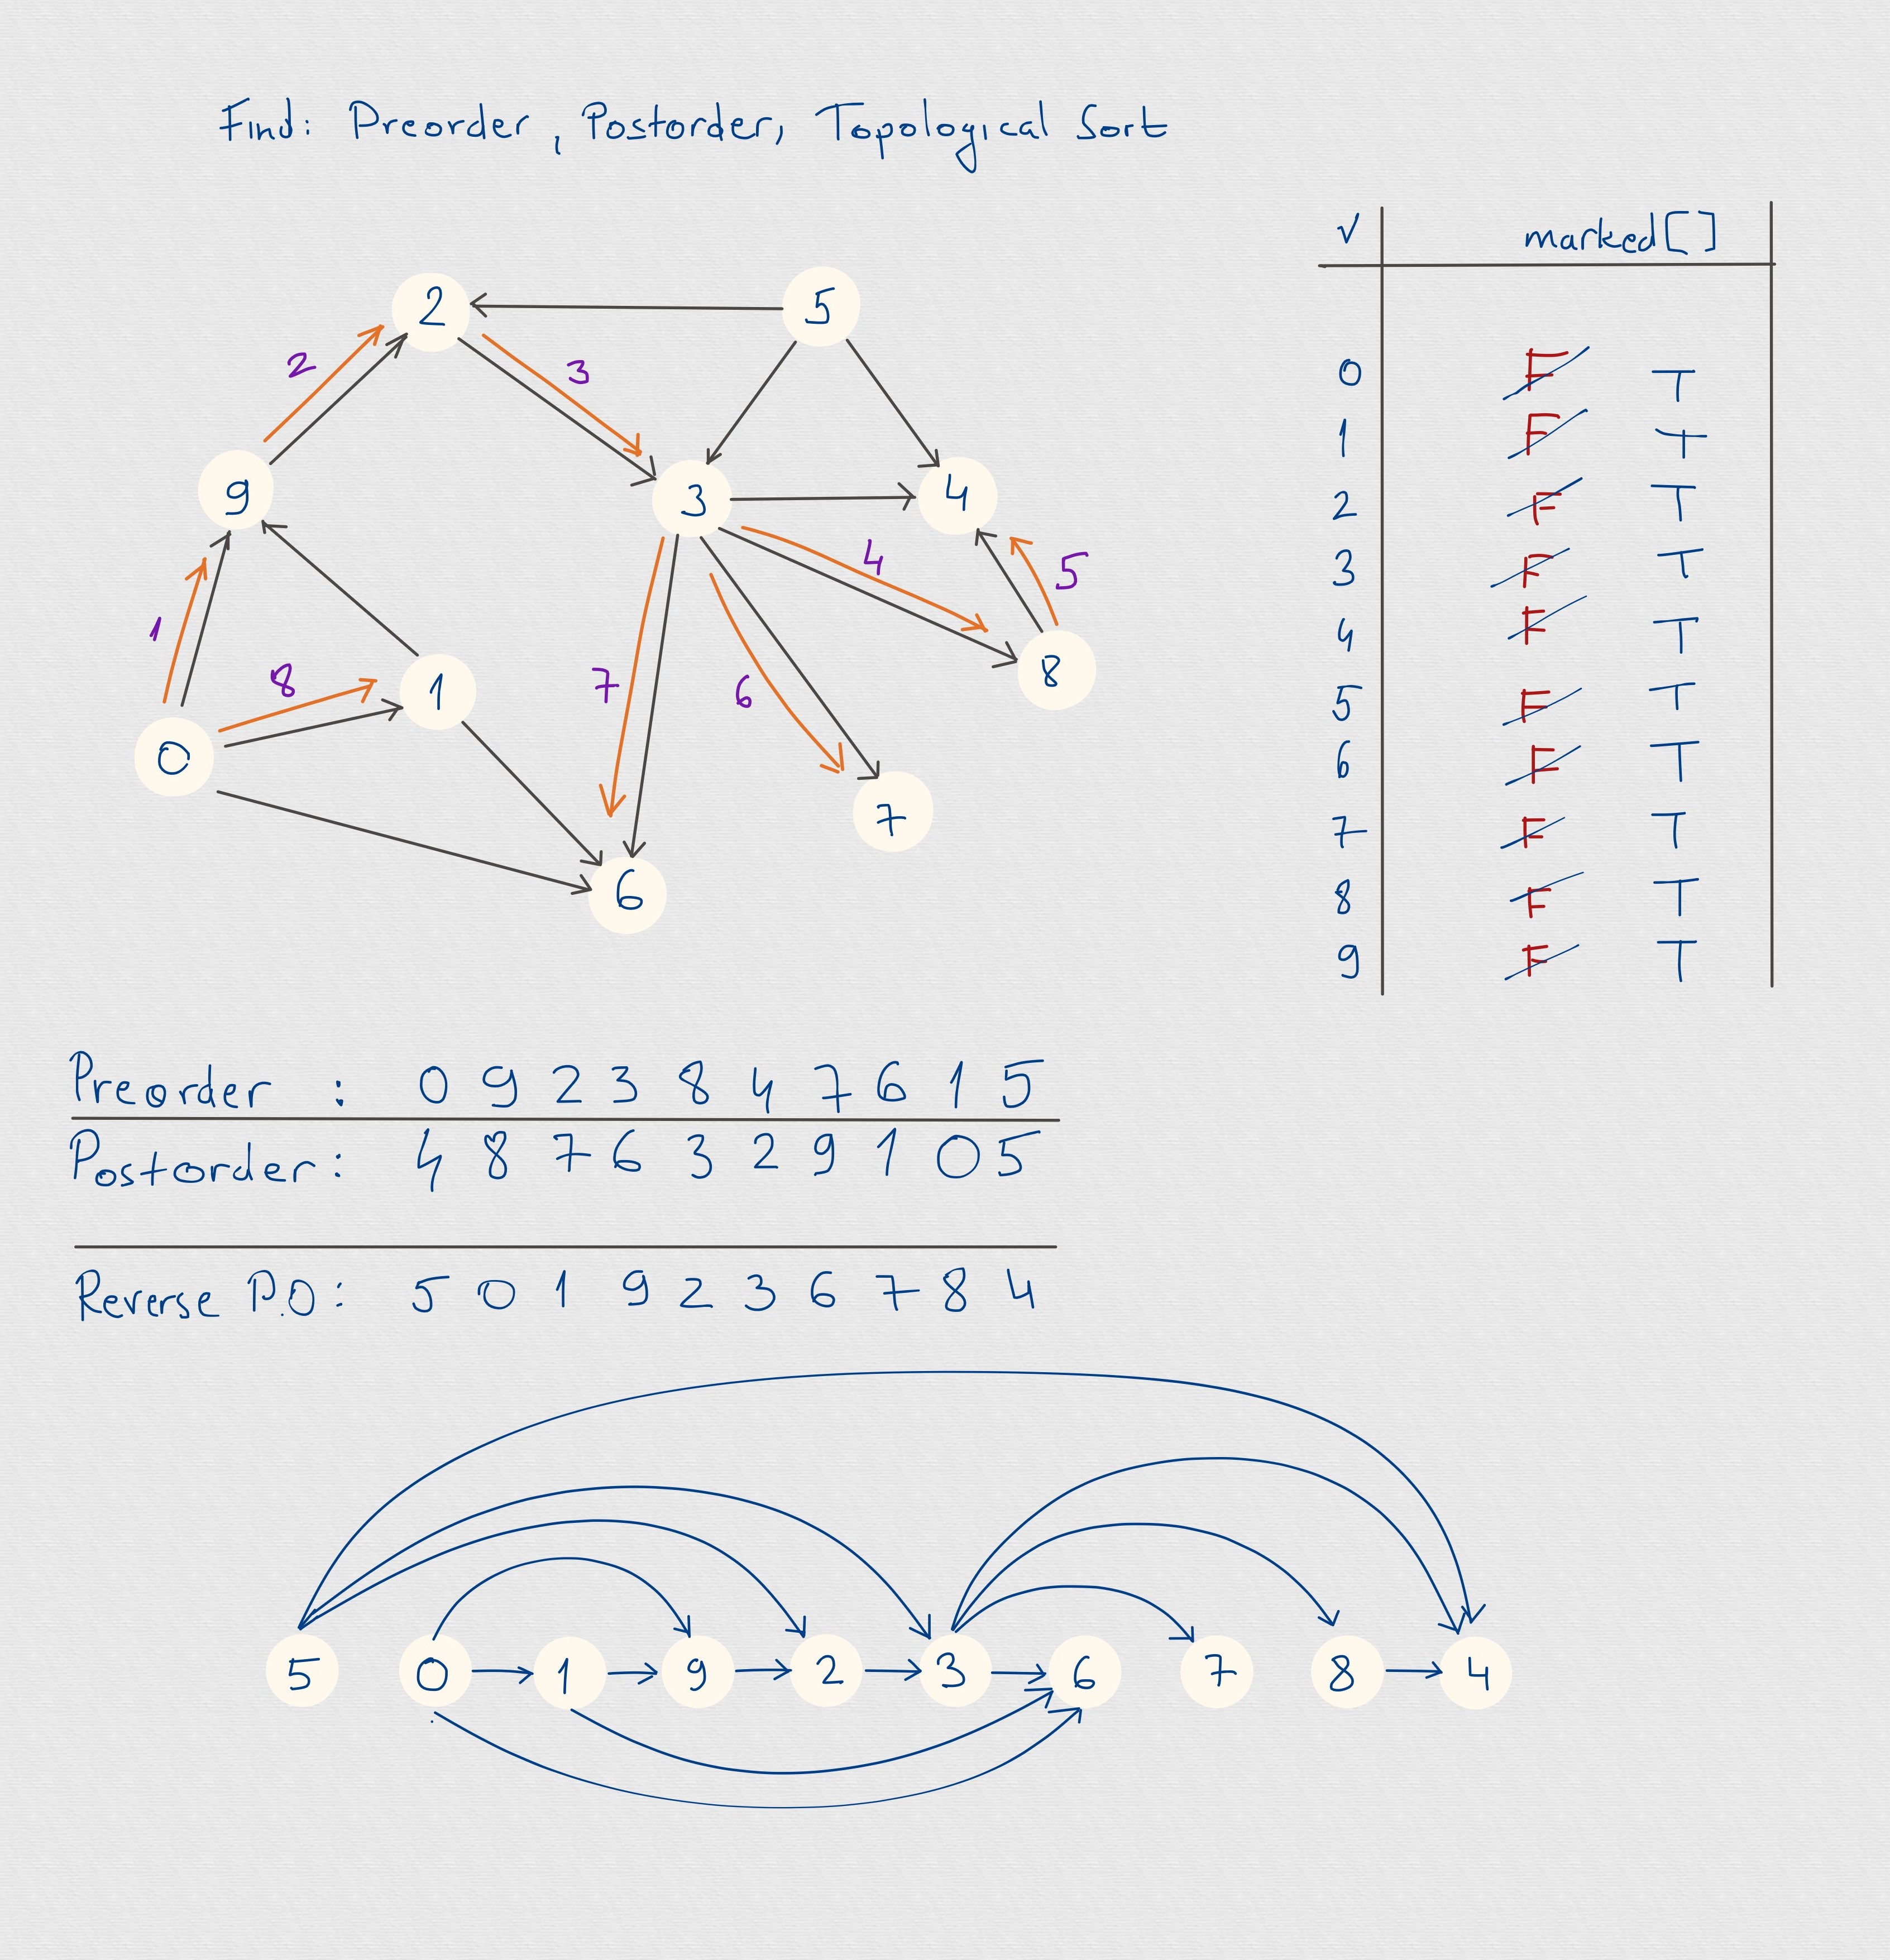 Find: Preorder, Postorder, Topological Sort
V marked[]
0 F T
1 F T
2 F T
3 F T
4 F T
5 F T
6 F T
7 F T
8 F T
9 F T
2 5
2 3
9 3 4
4 5
1
8 1 7 6 8
0
7
6
Preorder : 0 9 2 3 8 4 7 6 1 5
Postorder: 4 8 7 6 3 2 9 1 0 5
Reverse P.O: 5 0 1 9 2 3 6 7 8 4
5 0 1 9 2 3 6 7 8 4